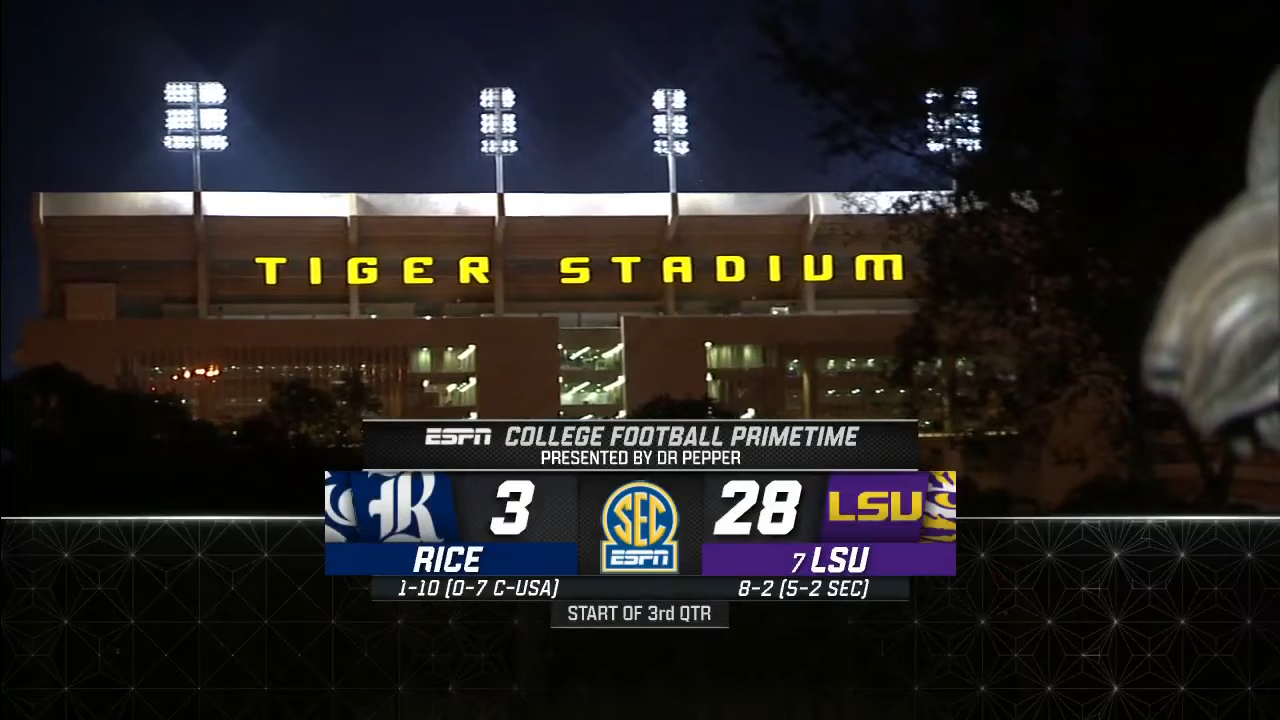 TIGER STADIUM
ESPN COLLEGE FOOTBALL PRIMETIME
PRESENTED BY DR PEPPER
R 3 SEC 28 LSU
ESPN
RICE 7 LSU
1-10 (0-7 C-USA) 8-2 (5-2 SEC)
START OF 3rd QTR